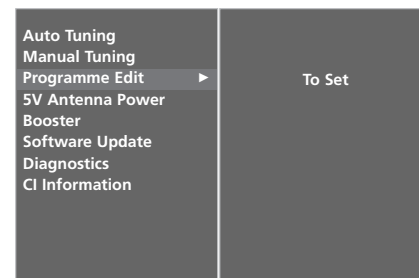 Auto Tuning
Manual Tuning
Programme Edit ►
To Set
5V Antenna Power
Booster
Software Update
Diagnostics
CI Information